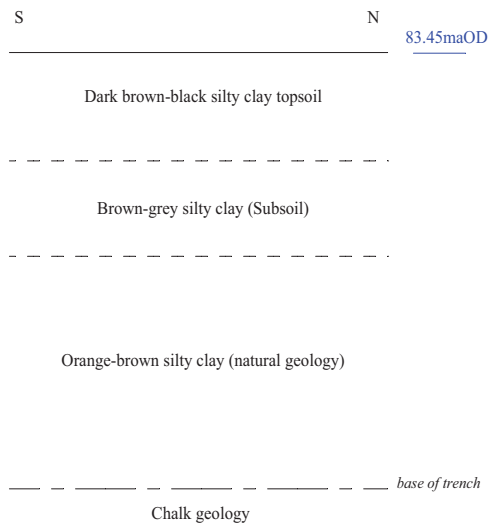 S N
83.45maOD
Dark brown-black silty clay topsoil
Brown-grey silty clay (Subsoil)
Orange-brown silty clay (natural geology)
base of trench
Chalk geology